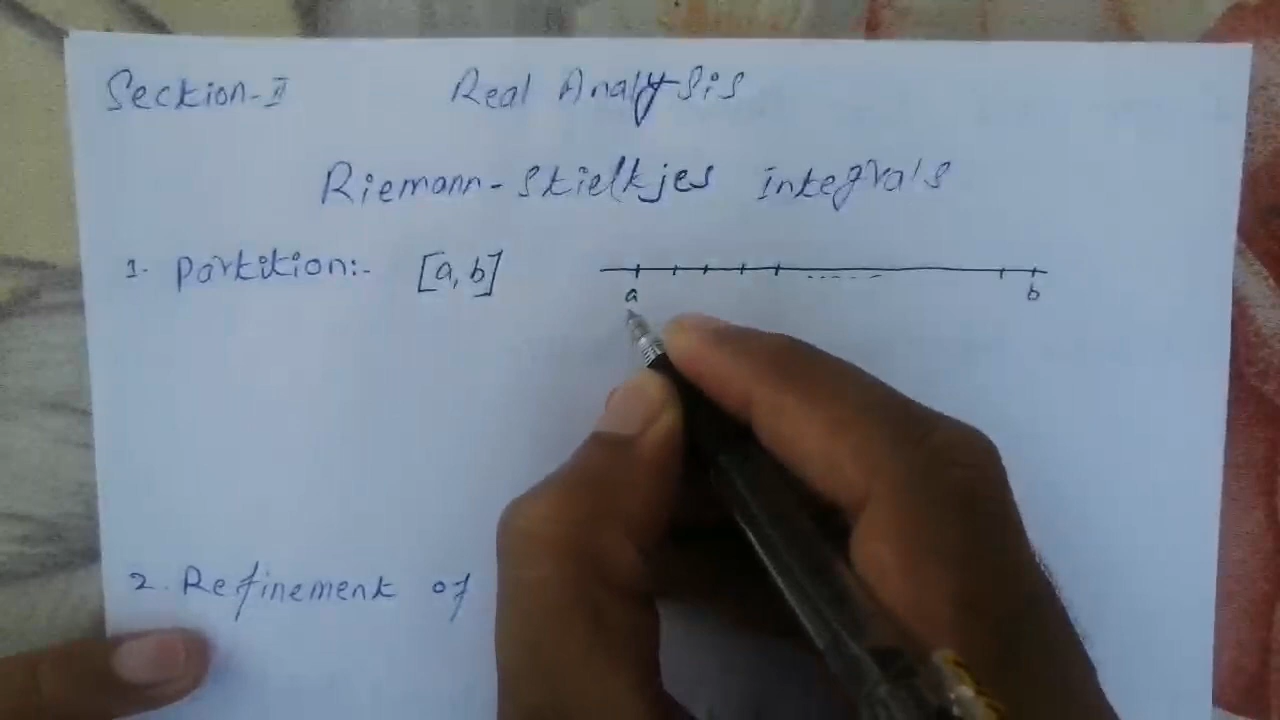 Section-II Real Analysis
Riemann-Stieltjes integrals
1. Partition:- [a,b]
a b
2. Refinement of